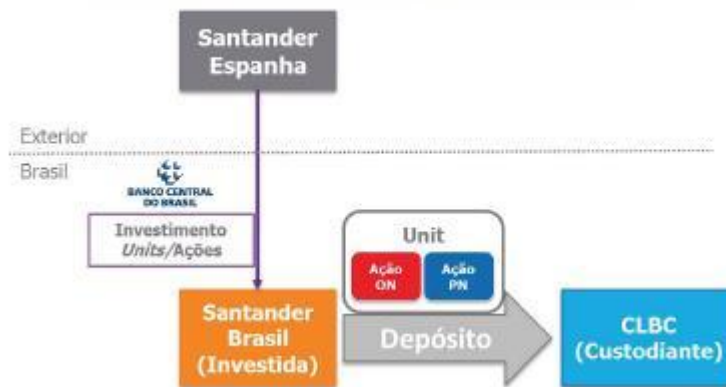 Santander
Espanha
Exterior
Brasil
BANCO CENTRAL
DO BRASIL
Investimento
Units/Ações
Unit
Ação
ON
Ação
PN
Santander
Brasil
(Investida)
Depósito
CLBC
(Custodiante)